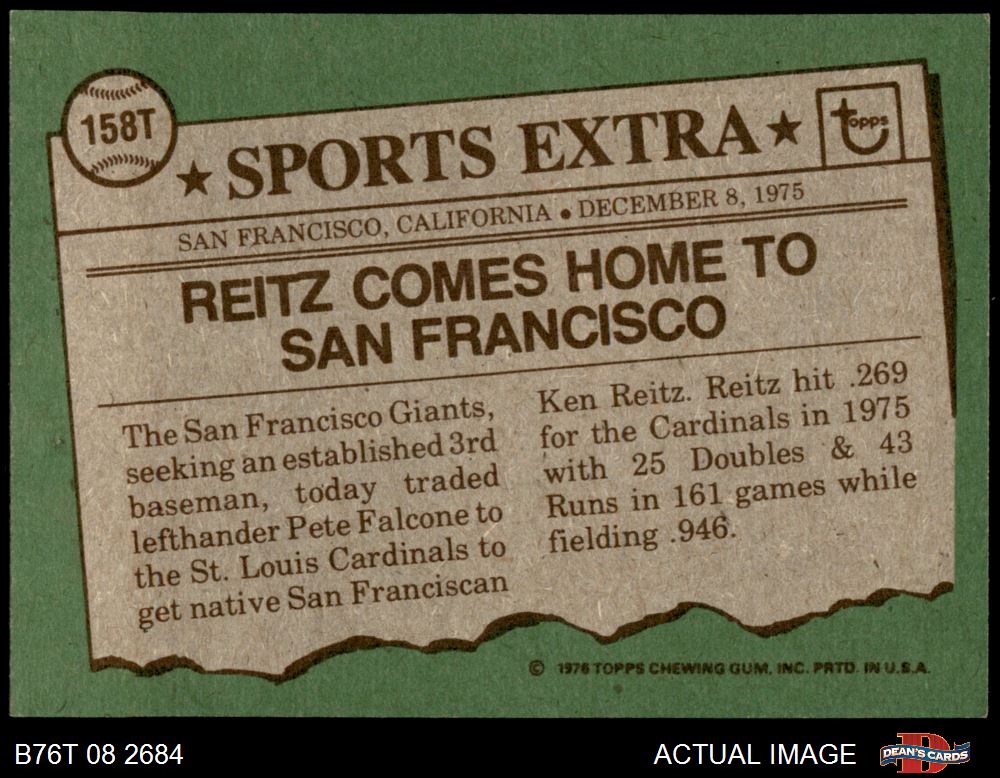 158T
★ SPORTS EXTRA ★
topps
SAN FRANCISCO, CALIFORNIA • DECEMBER 8, 1975
REITZ COMES HOME TO
SAN FRANCISCO
The San Francisco Giants,
seeking an established 3rd
baseman, today traded
lefthander Pete Falcone to
the St. Louis Cardinals to
get native San Franciscan
Ken Reitz. Reitz hit .269
for the Cardinals in 1975
with 25 Doubles & 43
Runs in 161 games while
fielding .946.
© 1976 TOPPS CHEWING GUM, INC. PRTD. IN U.S.A.
B76T 08 2684
ACTUAL IMAGE
D
DEAN'S CARDS